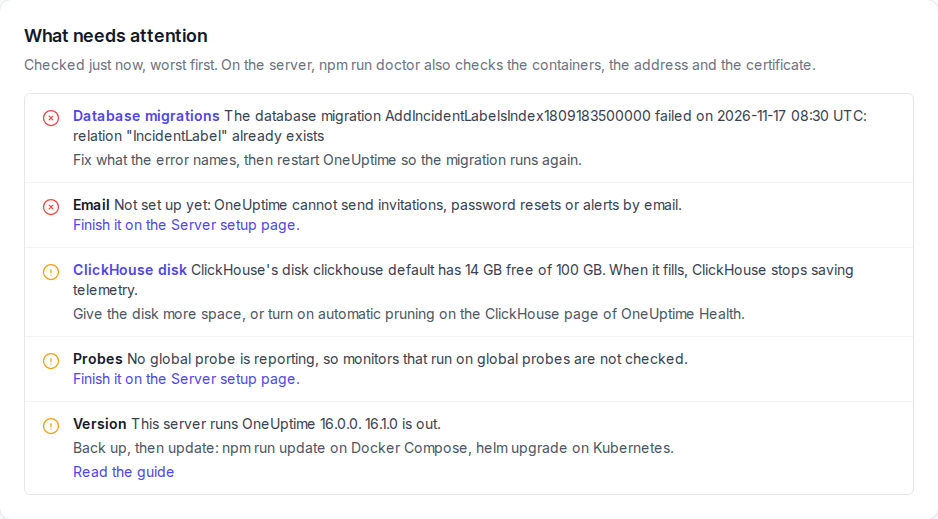 What needs attention
Checked just now, worst first. On the server, npm run doctor also checks the containers, the address and the certificate.
Database migrations The database migration AddIncidentLabelsIndex1809183500000 failed on 2026-11-17 08:30 UTC:
relation "IncidentLabel" already exists
Fix what the error names, then restart OneUptime so the migration runs again.
Email Not set up yet: OneUptime cannot send invitations, password resets or alerts by email.
Finish it on the Server setup page.
ClickHouse disk ClickHouse's disk clickhouse default has 14 GB free of 100 GB. When it fills, ClickHouse stops saving
telemetry.
Give the disk more space, or turn on automatic pruning on the ClickHouse page of OneUptime Health.
Probes No global probe is reporting, so monitors that run on global probes are not checked.
Finish it on the Server setup page.
Version This server runs OneUptime 16.0.0. 16.1.0 is out.
Back up, then update: npm run update on Docker Compose, helm upgrade on Kubernetes.
Read the guide